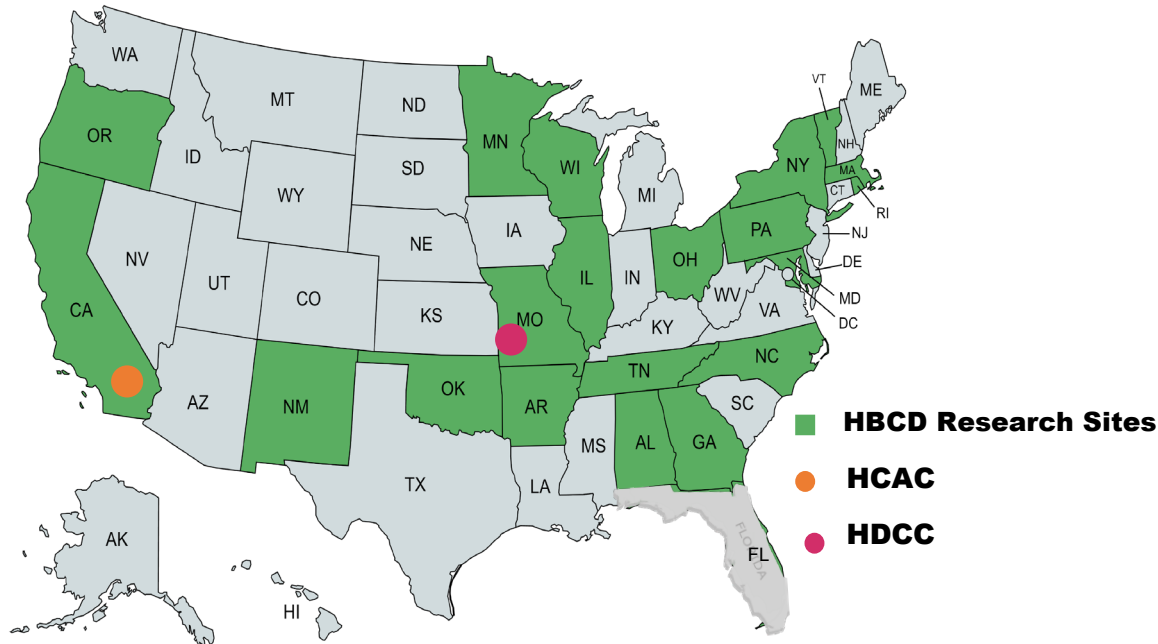 WA
MT
ND
MN
VT
ME
OR
ID
SD
WI
NY
NH
MA
WY
MI
CT
RI
IA
PA
NJ
NE
NV
OH
DE
UT
IL
IN
CA
CO
WV
MD
KS
MO
VA
DC
KY
NC
TN
OK
AZ
NM
AR
SC
HBCD Research Sites
MS
AL
GA
HCAC
TX
LA
HDCC
AK
FLORIDA
FL
HI